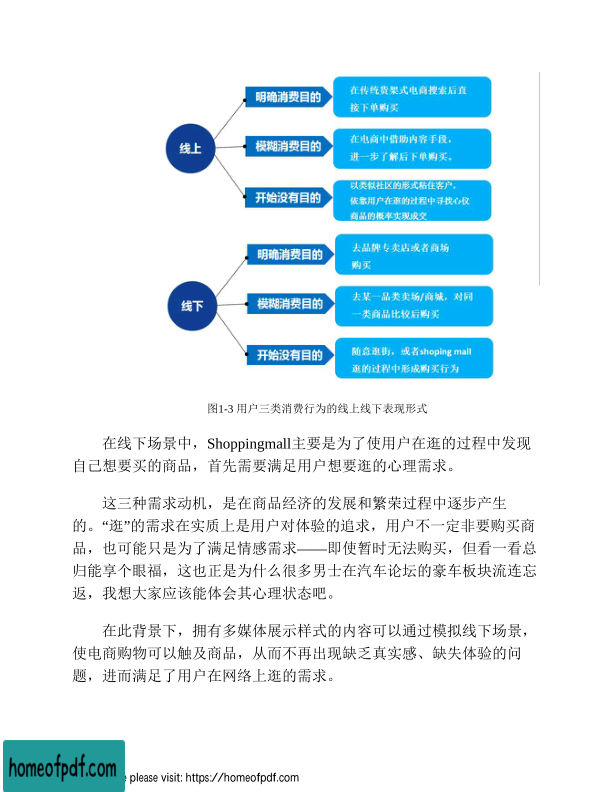 线上
明确消费目的
在传统货架式电商搜索后直
接下单购买
模糊消费目的
在电商中借助内容手段，
进一步了解后下单购买。
开始没有目的
以类似社区的形式粘住客户，
依靠用户在逛的过程中寻找心仪
商品的概率实现成交
线下
明确消费目的
去品牌专卖店或者商场
购买
模糊消费目的
去某一品类卖场/商城，对同
一类商品比较后购买
开始没有目的
随意逛街，或者shoping mall
逛的过程中形成购买行为
图1-3 用户三类消费行为的线上线下表现形式
在线下场景中，Shoppingmall主要是为了使用户在逛的过程中发现
自己想要买的商品，首先需要满足用户想要逛的心理需求。
这三种需求动机，是在商品经济的发展和繁荣过程中逐步产生
的。“逛”的需求在实质上是用户对体验的追求，用户不一定非要购买商
品，也可能只是为了满足情感需求——即使暂时无法购买，但看一看总
归能享个眼福，这也正是为什么很多男士在汽车论坛的豪车板块流连忘
返，我想大家应该能体会其心理状态吧。
在此背景下，拥有多媒体展示样式的内容可以通过模拟线下场景，
使电商购物可以触及商品，从而不再出现缺乏真实感、缺失体验的问
题，进而满足了用户在网络上逛的需求。
homeofpdf.com
please visit: https://homeofpdf.com